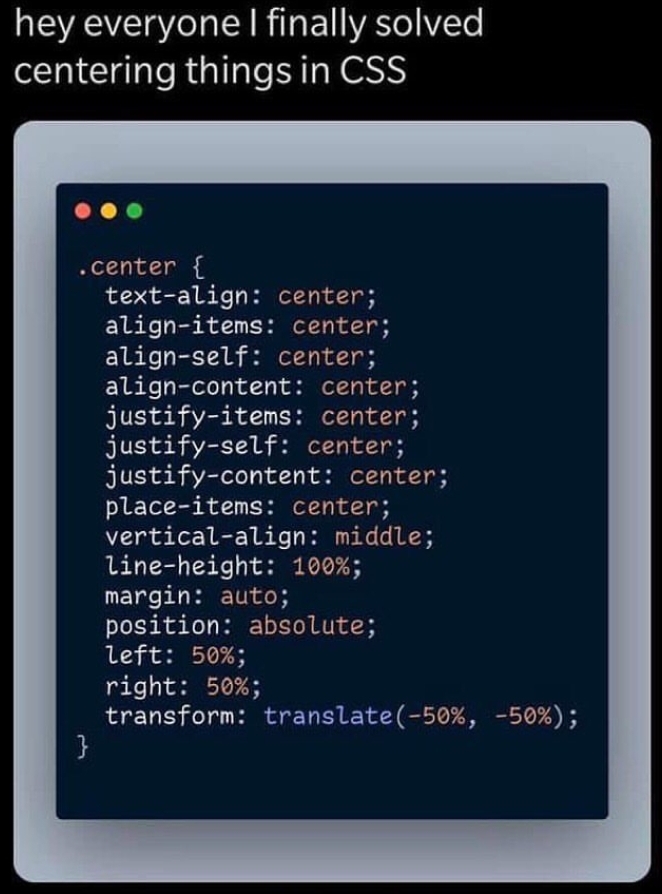 hey everyone I finally solved
centering things in CSS
.center {
  text-align: center;
  align-items: center;
  align-self: center;
  align-content: center;
  justify-items: center;
  justify-self: center;
  justify-content: center;
  place-items: center;
  vertical-align: middle;
  line-height: 100%;
  margin: auto;
  position: absolute;
  left: 50%;
  right: 50%;
  transform: translate(-50%, -50%);
}